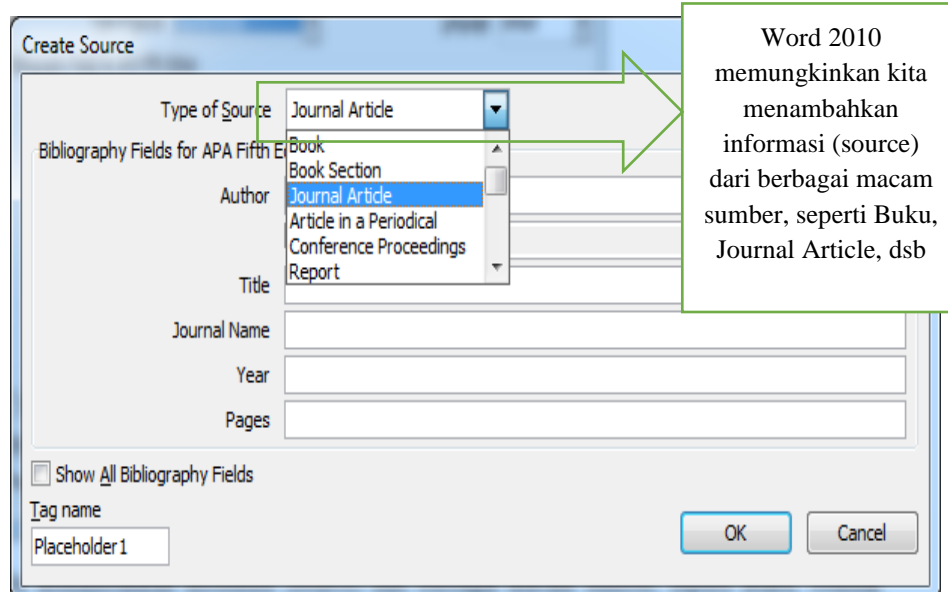 Create Source
Type of Source
Journal Article
Book
Book Section
Journal Article
Article in a Periodical
Conference Proceedings
Report
Bibliography Fields for APA Fifth E
Author
Title
Journal Name
Year
Pages
Show All Bibliography Fields
Tag name
Placeholder1
OK
Cancel
Word 2010
memungkinkan kita
menambahkan
informasi (source)
dari berbagai macam
sumber, seperti Buku,
Journal Article, dsb